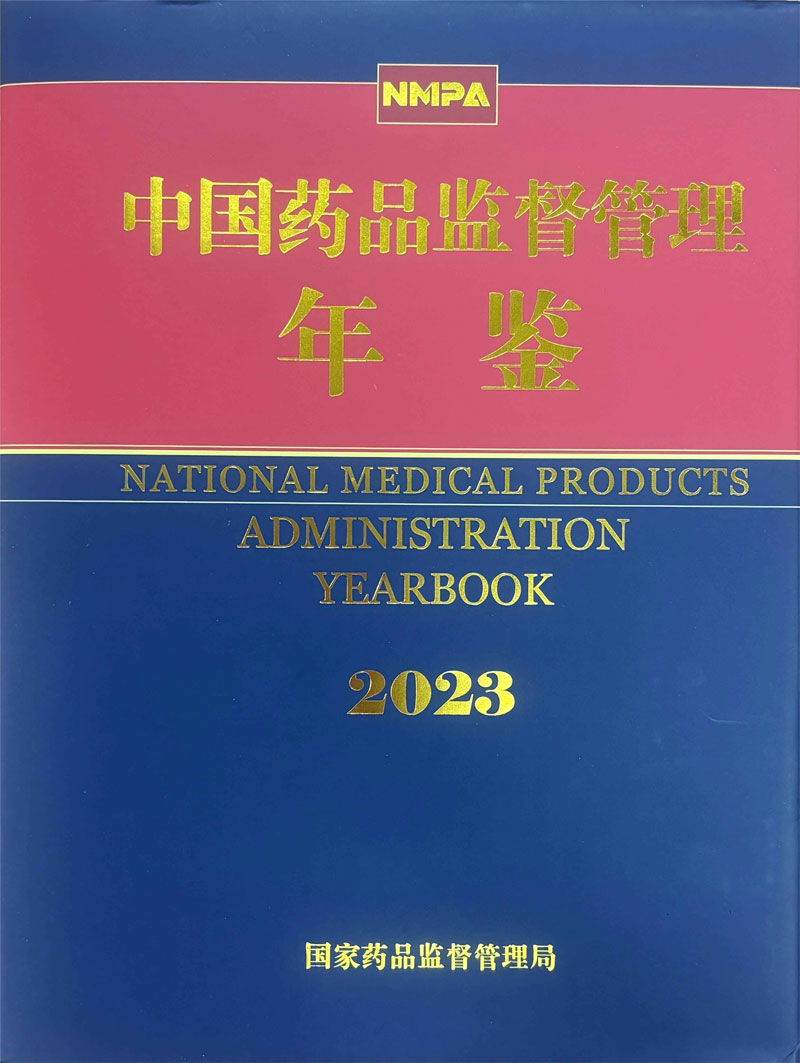 NMPA
中国药品监督管理
年鉴
NATIONAL MEDICAL PRODUCTS
ADMINISTRATION
YEARBOOK
2023
国家药品监督管理局